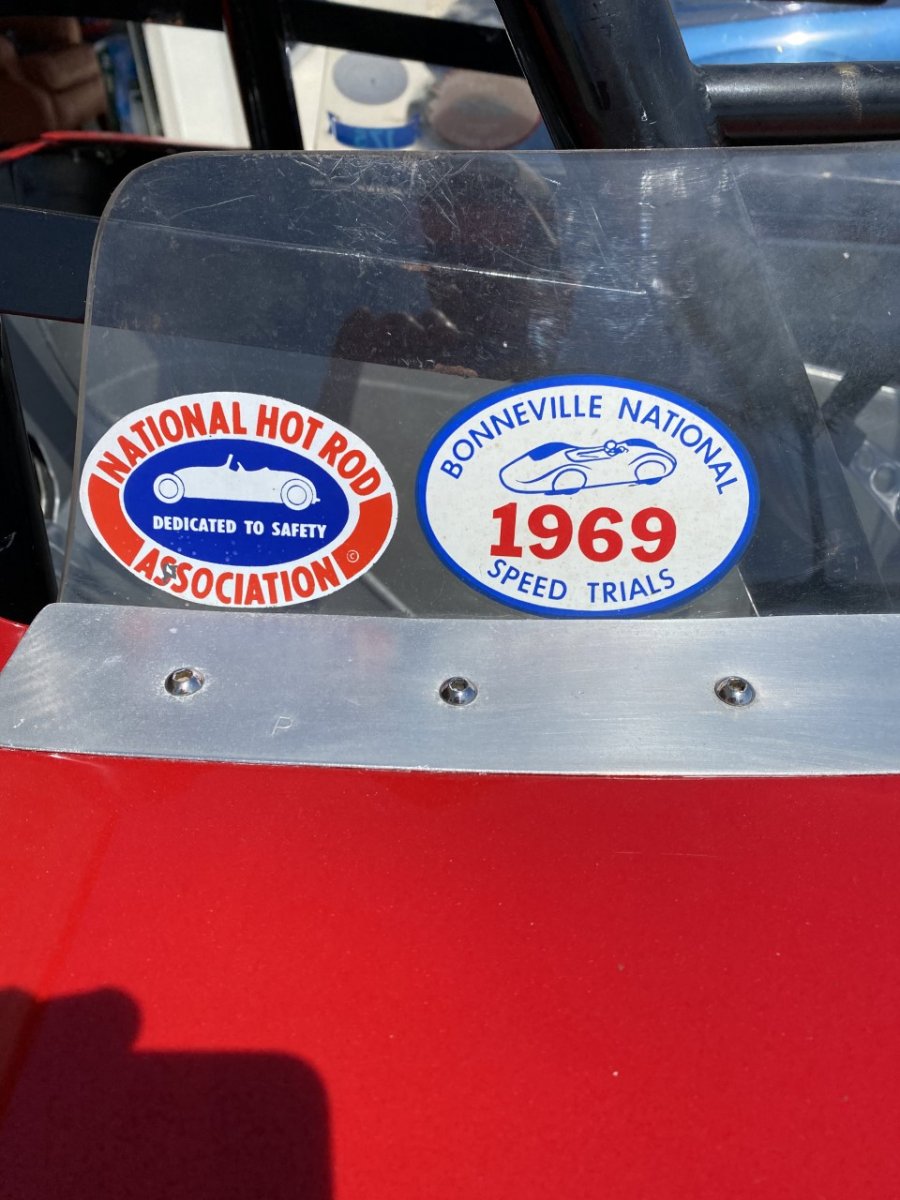 NATIONAL HOT ROD
DEDICATED TO SAFETY
ASSOCIATION ©
BONNEVILLE NATIONAL
1969
SPEED TRIALS
P